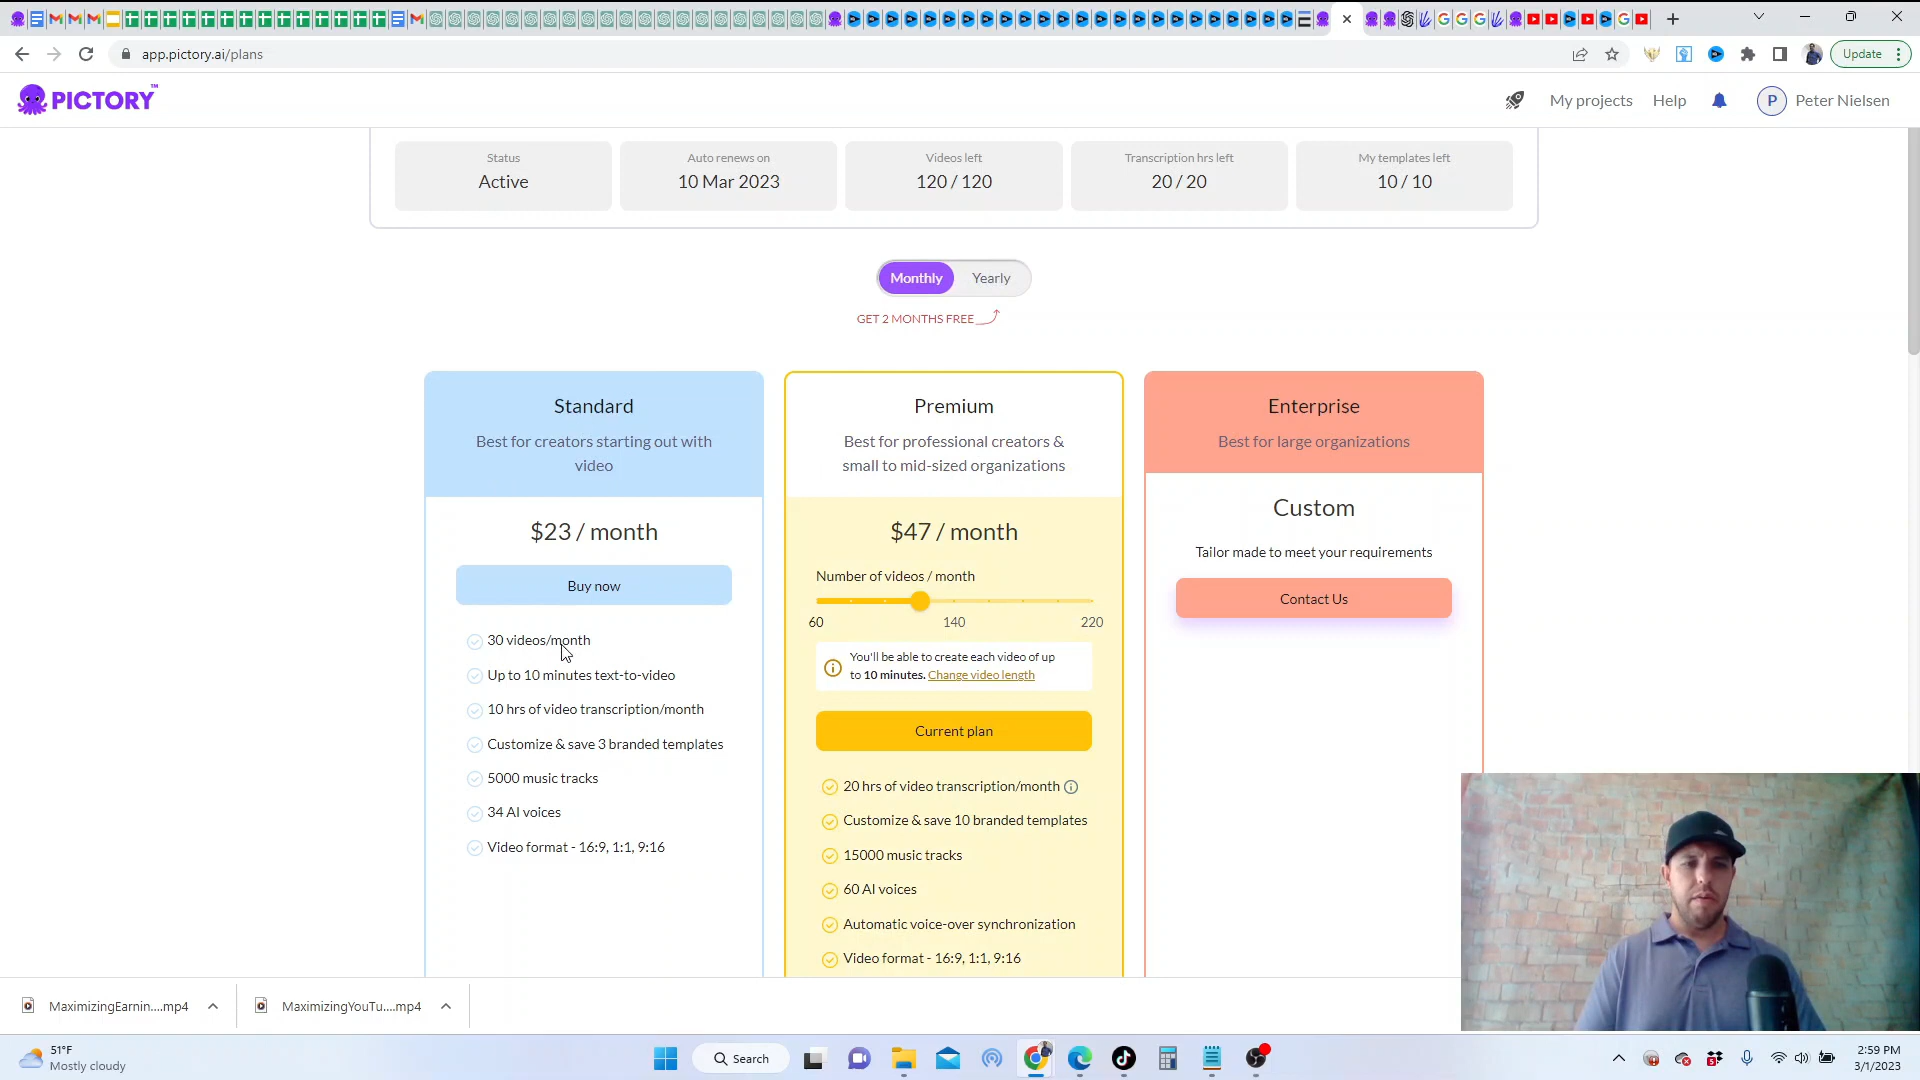 app.pictory.ai/plans
Update
PICTORY™
My projects
Help
P
Peter Nielsen
Status
Active
Auto renews on
10 Mar 2023
Videos left
120 / 120
Transcription hrs left
20 / 20
My templates left
10 / 10
Monthly
Yearly
GET 2 MONTHS FREE
Standard
Best for creators starting out with
video
$23 / month
Buy now
30 videos/month
Up to 10 minutes text-to-video
10 hrs of video transcription/month
Customize & save 3 branded templates
5000 music tracks
34 AI voices
Video format - 16:9, 1:1, 9:16
Premium
Best for professional creators &
small to mid-sized organizations
$47 / month
Number of videos / month
60
140
220
You'll be able to create each video of up
to 10 minutes. Change video length
Current plan
20 hrs of video transcription/month
Customize & save 10 branded templates
15000 music tracks
60 AI voices
Automatic voice-over synchronization
Video format - 16:9, 1:1, 9:16
Enterprise
Best for large organizations
Custom
Tailor made to meet your requirements
Contact Us
MaximizingEarnin....mp4
MaximizingYouTu....mp4
51°F
Mostly cloudy
Search
2:59 PM
3/1/2023